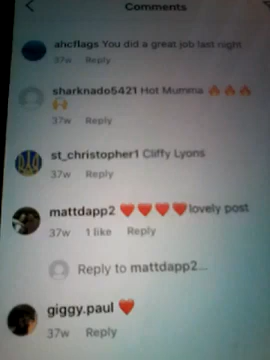 Comments
ahcflags You did a great job last night
37w Reply
sharknado5421 Hot Mumma 🔥🔥🔥
🙌
37w Reply
st_christopher1 Cliffy Lyons
37w Reply
mattdapp2 ❤️❤️❤️❤️lovely post
37w 1 like Reply
Reply to mattdapp2...
giggy.paul ❤️
37w Reply